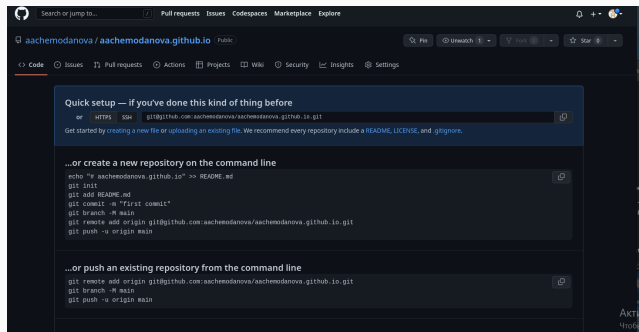 Search or jump to... / Pull requests Issues Codespaces Marketplace Explore
aachemodanova / aachemodanova.github.io Public
Pin Unwatch 1 Fork 0 Star 0
Code Issues Pull requests Actions Projects Wiki Security Insights Settings
Quick setup — if you've done this kind of thing before
or HTTPS SSH git@github.com:aachemodanova/aachemodanova.github.io.git
Get started by creating a new file or uploading an existing file. We recommend every repository include a README, LICENSE, and .gitignore.
...or create a new repository on the command line
echo "# aachemodanova.github.io" >> README.md
git init
git add README.md
git commit -m "first commit"
git branch -M main
git remote add origin git@github.com:aachemodanova/aachemodanova.github.io.git
git push -u origin main
...or push an existing repository from the command line
git remote add origin git@github.com:aachemodanova/aachemodanova.github.io.git
git branch -M main
git push -u origin main
Акти
Чтобы